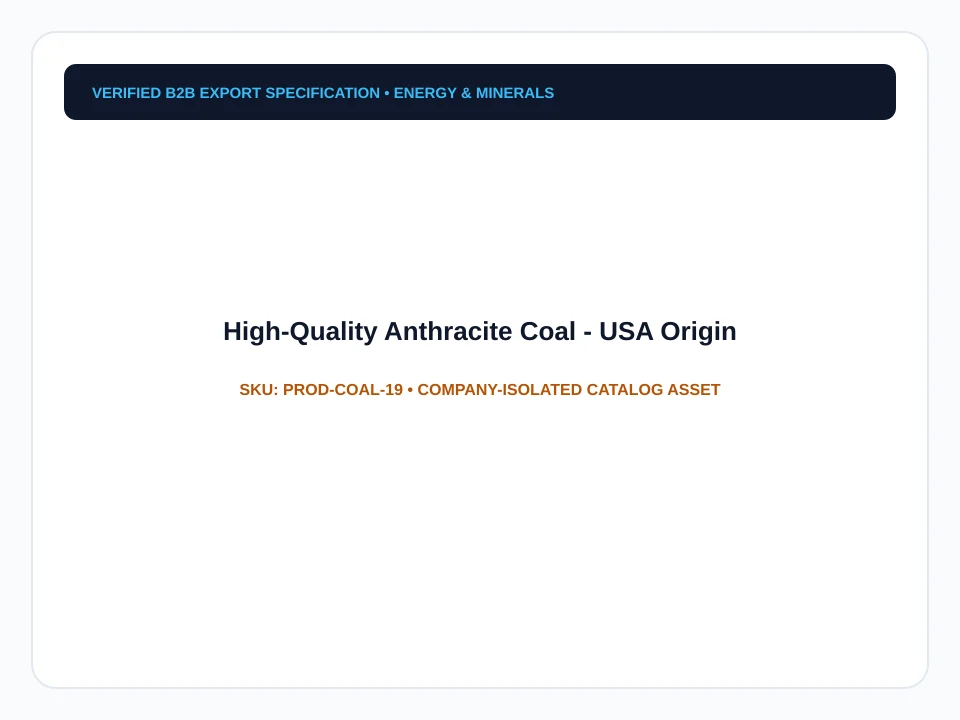 VERIFIED B2B EXPORT SPECIFICATION • ENERGY & MINERALS
High-Quality Anthracite Coal - USA Origin
SKU: PROD-COAL-19 • COMPANY-ISOLATED CATALOG ASSET